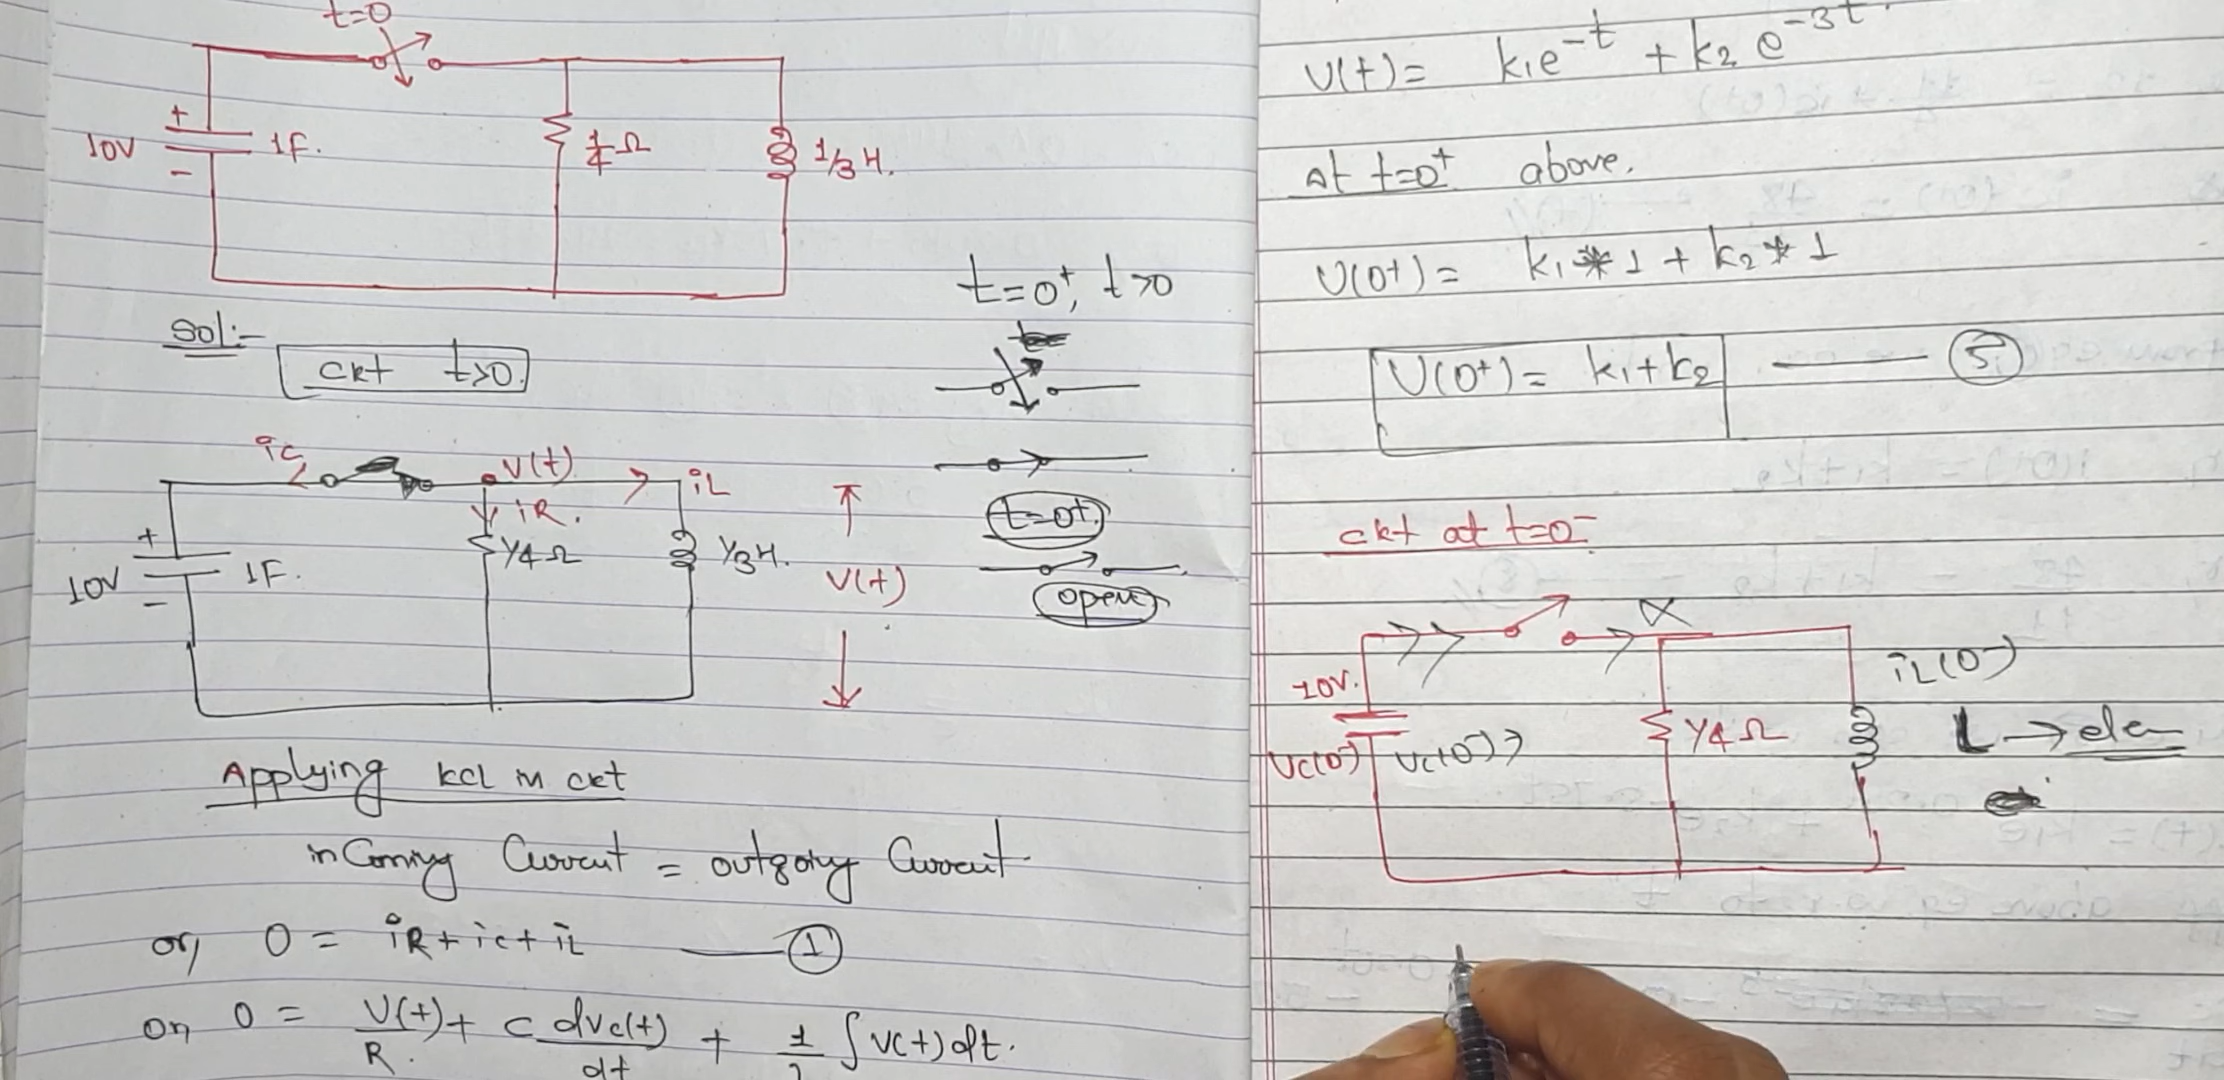 t=0
+
10V
-
1F.
1/4 Ω
1/3 H.
Sol:-
ckt t>0
t=0⁺, t>0
ic
v(t)
iL
iR.
+
10V
-
1F.
1/4 Ω
1/3 H.
V(t)
t=0+
open
Applying kcl in ckt
incoming Current = outgoing Current
or, 0 = iR + ic + iL —— ①
or, 0 = V(t)/R. + c dvc(t)/dt + 1/L ∫ V(t) dt.
V(t) = k₁e⁻ᵗ + k₂ e⁻³ᵗ.
At t=0⁺ above.
V(0+) = k₁ * 1 + k₂ * 1
V(0⁺) = k₁ + k₂ —— ⑤
ckt at t=0⁻
10V.
Vc(0⁻)
Vc(0⁻)
1/4 Ω
iL(0⁻)
L → elem